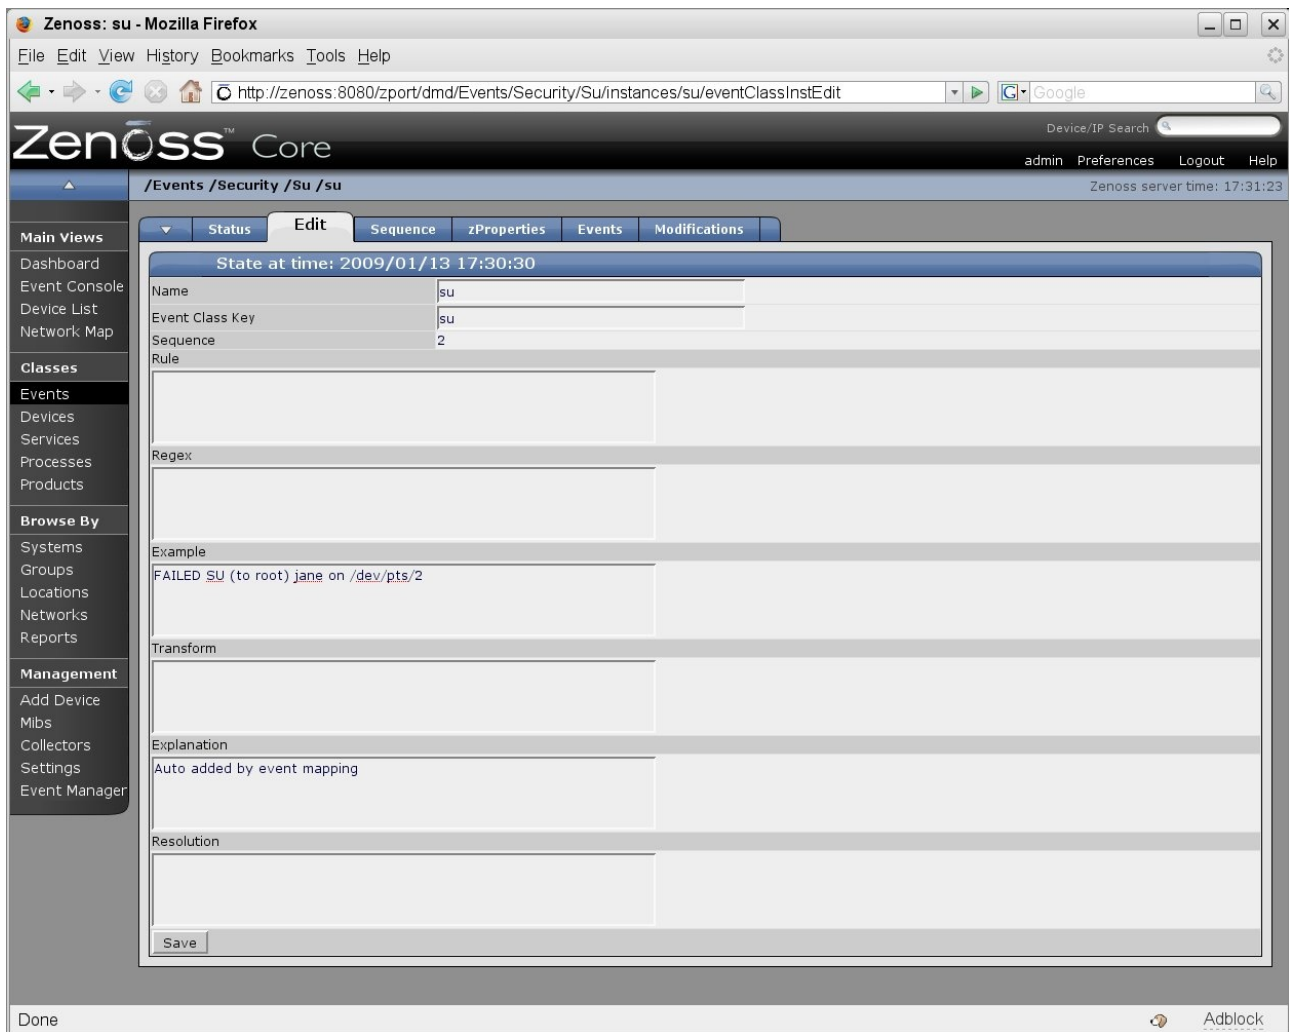 Zenoss: su - Mozilla Firefox
File Edit View History Bookmarks Tools Help
http://zenoss:8080/zport/dmd/Events/Security/Su/instances/su/eventClassInstEdit
G Google
Zenoss™ Core
Device/IP Search
admin Preferences Logout Help
/Events /Security /Su /su
Zenoss server time: 17:31:23
Main Views
Dashboard
Event Console
Device List
Network Map
Classes
Events
Devices
Services
Processes
Products
Browse By
Systems
Groups
Locations
Networks
Reports
Management
Add Device
Mibs
Collectors
Settings
Event Manager
Status Edit Sequence zProperties Events Modifications
State at time: 2009/01/13 17:30:30
Name su
Event Class Key su
Sequence 2
Rule
Regex
Example
FAILED SU (to root) jane on /dev/pts/2
Transform
Explanation
Auto added by event mapping
Resolution
Save
Done
Adblock